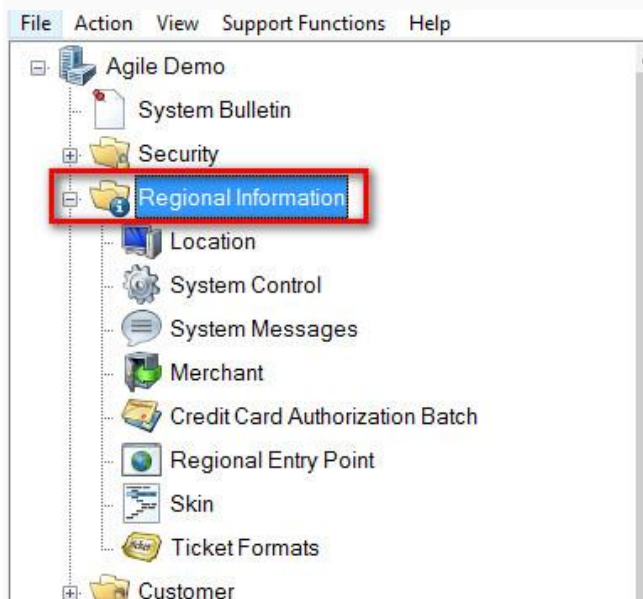 File Action View Support Functions Help
Agile Demo
System Bulletin
Security
Regional Information
Location
System Control
System Messages
Merchant
Credit Card Authorization Batch
Regional Entry Point
Skin
Ticket Formats
Customer